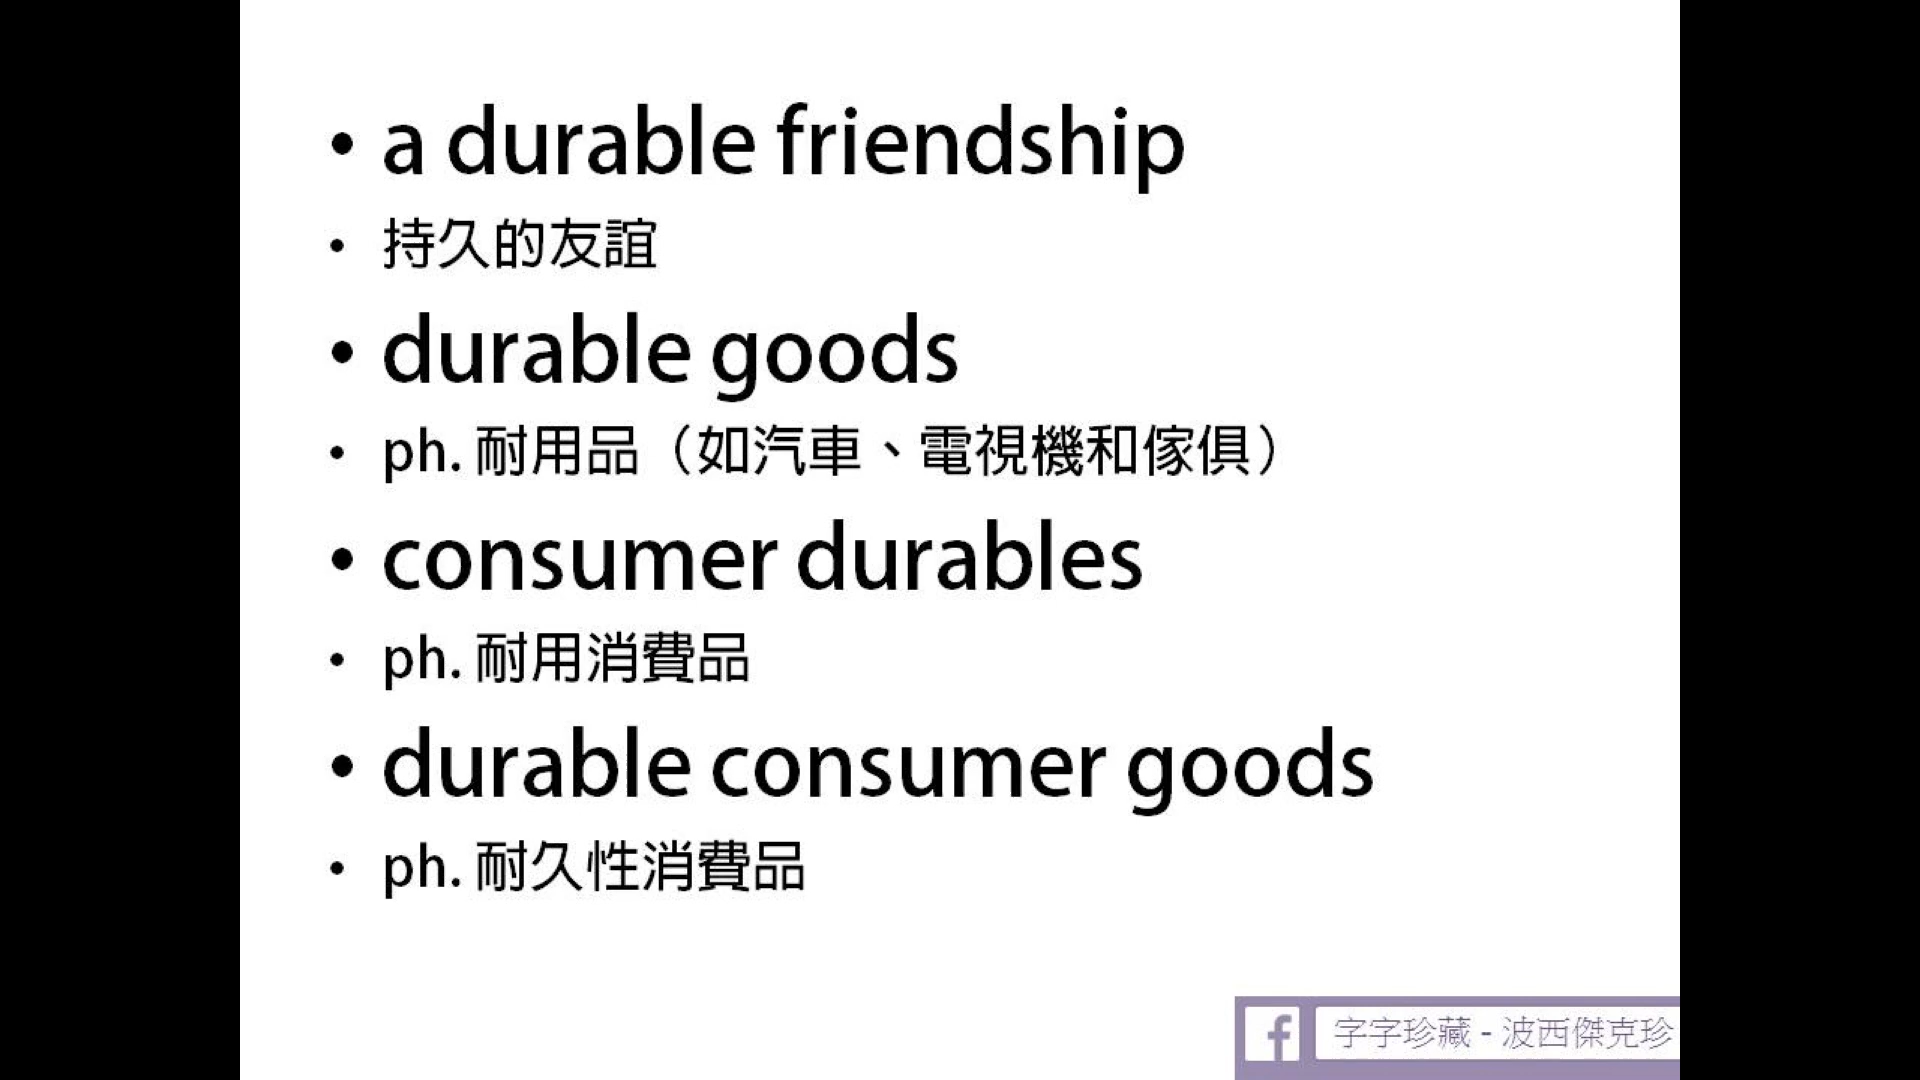 • a durable friendship
• 持久的友誼
• durable goods
• ph. 耐用品（如汽車、電視機和傢俱）
• consumer durables
• ph. 耐用消費品
• durable consumer goods
• ph. 耐久性消費品
f 字字珍藏 - 波西傑克珍